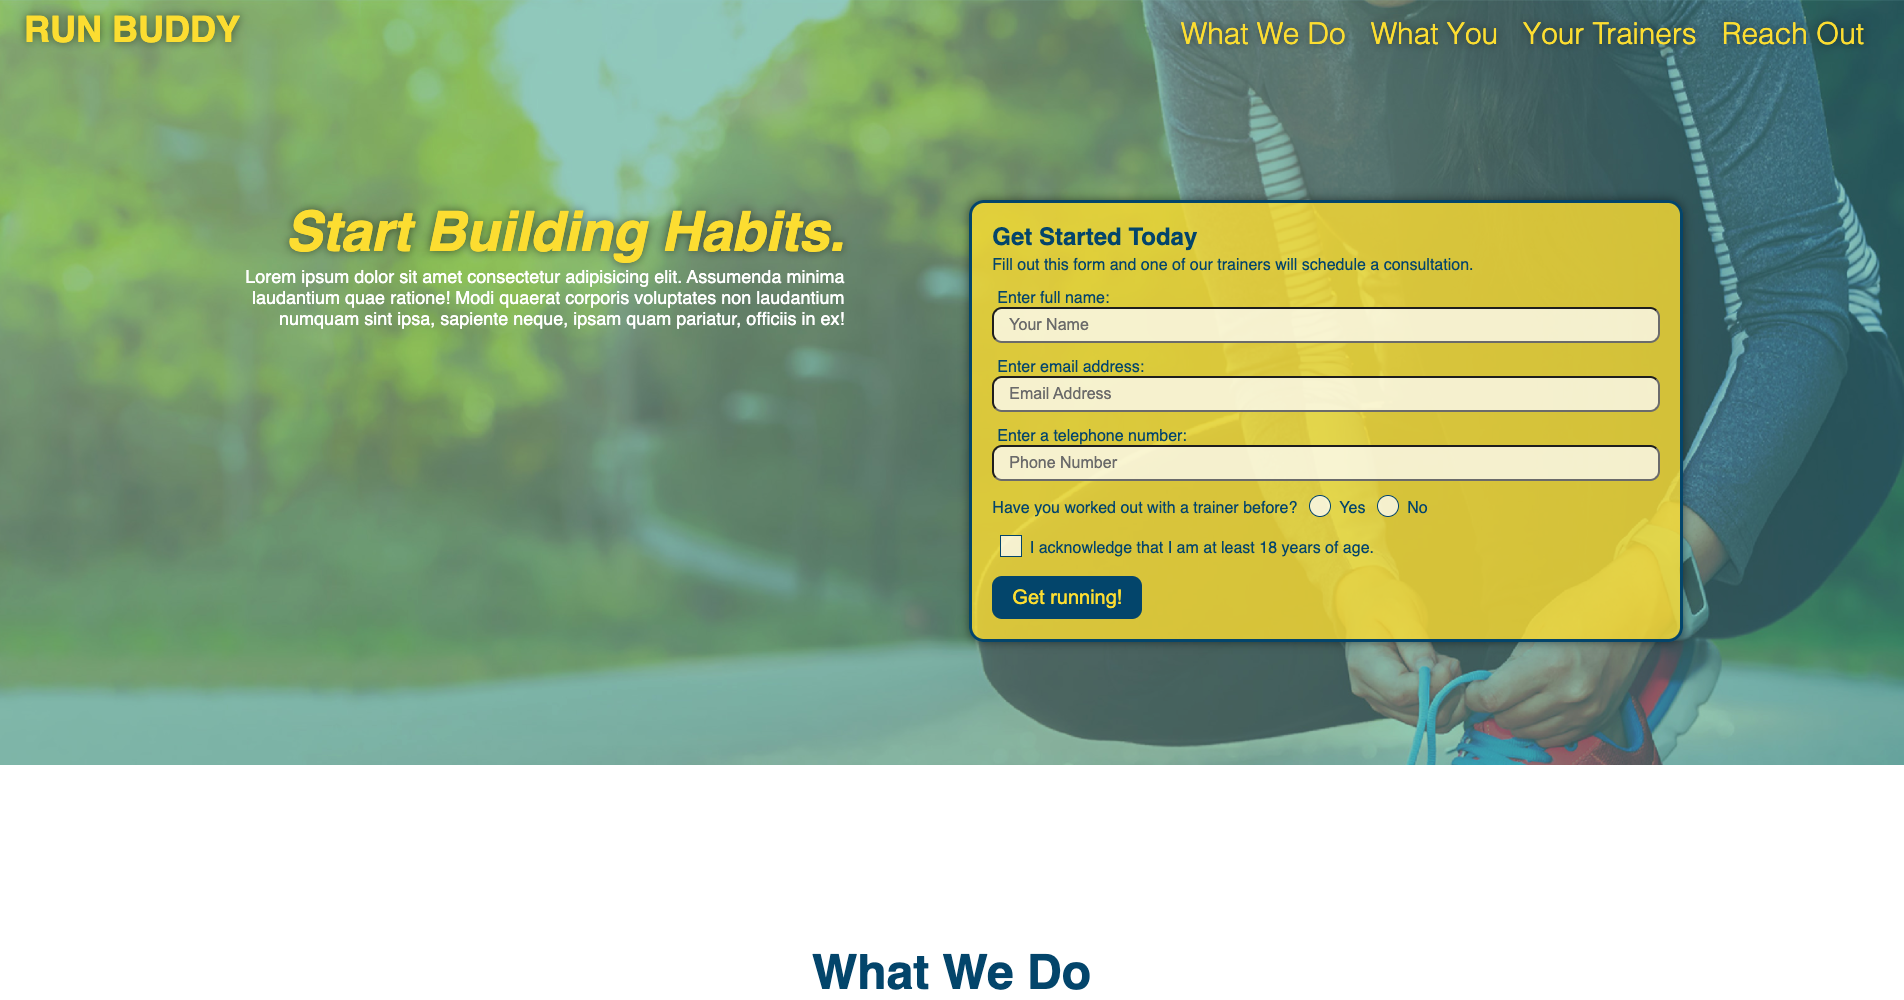 RUN BUDDY
What We Do
What You
Your Trainers
Reach Out
Start Building Habits.
Lorem ipsum dolor sit amet consectetur adipisicing elit. Assumenda minima
laudantium quae ratione! Modi quaerat corporis voluptates non laudantium
numquam sint ipsa, sapiente neque, ipsam quam pariatur, officiis in ex!
Get Started Today
Fill out this form and one of our trainers will schedule a consultation.
Enter full name:
Your Name
Enter email address:
Email Address
Enter a telephone number:
Phone Number
Have you worked out with a trainer before? Yes No
I acknowledge that I am at least 18 years of age.
Get running!
What We Do